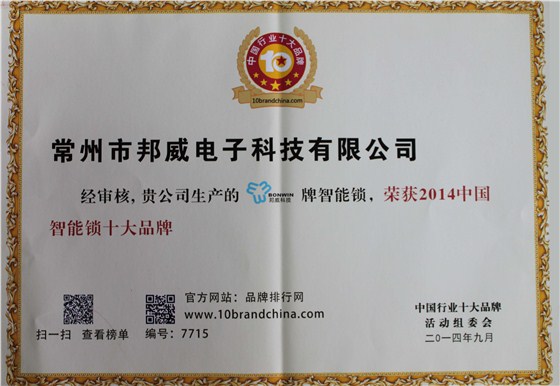 中国行业十大品牌
10
10brandchina.com
常州市邦威电子科技有限公司
经审核,贵公司生产的 BONWIN 邦威科技 牌智能锁,荣获2014中国
智能锁十大品牌
官方网站:品牌排行网
www.10brandchina.com
扫一扫 查看榜单 编号:7715
中国行业十大品牌
活动组委会
二〇一四年九月